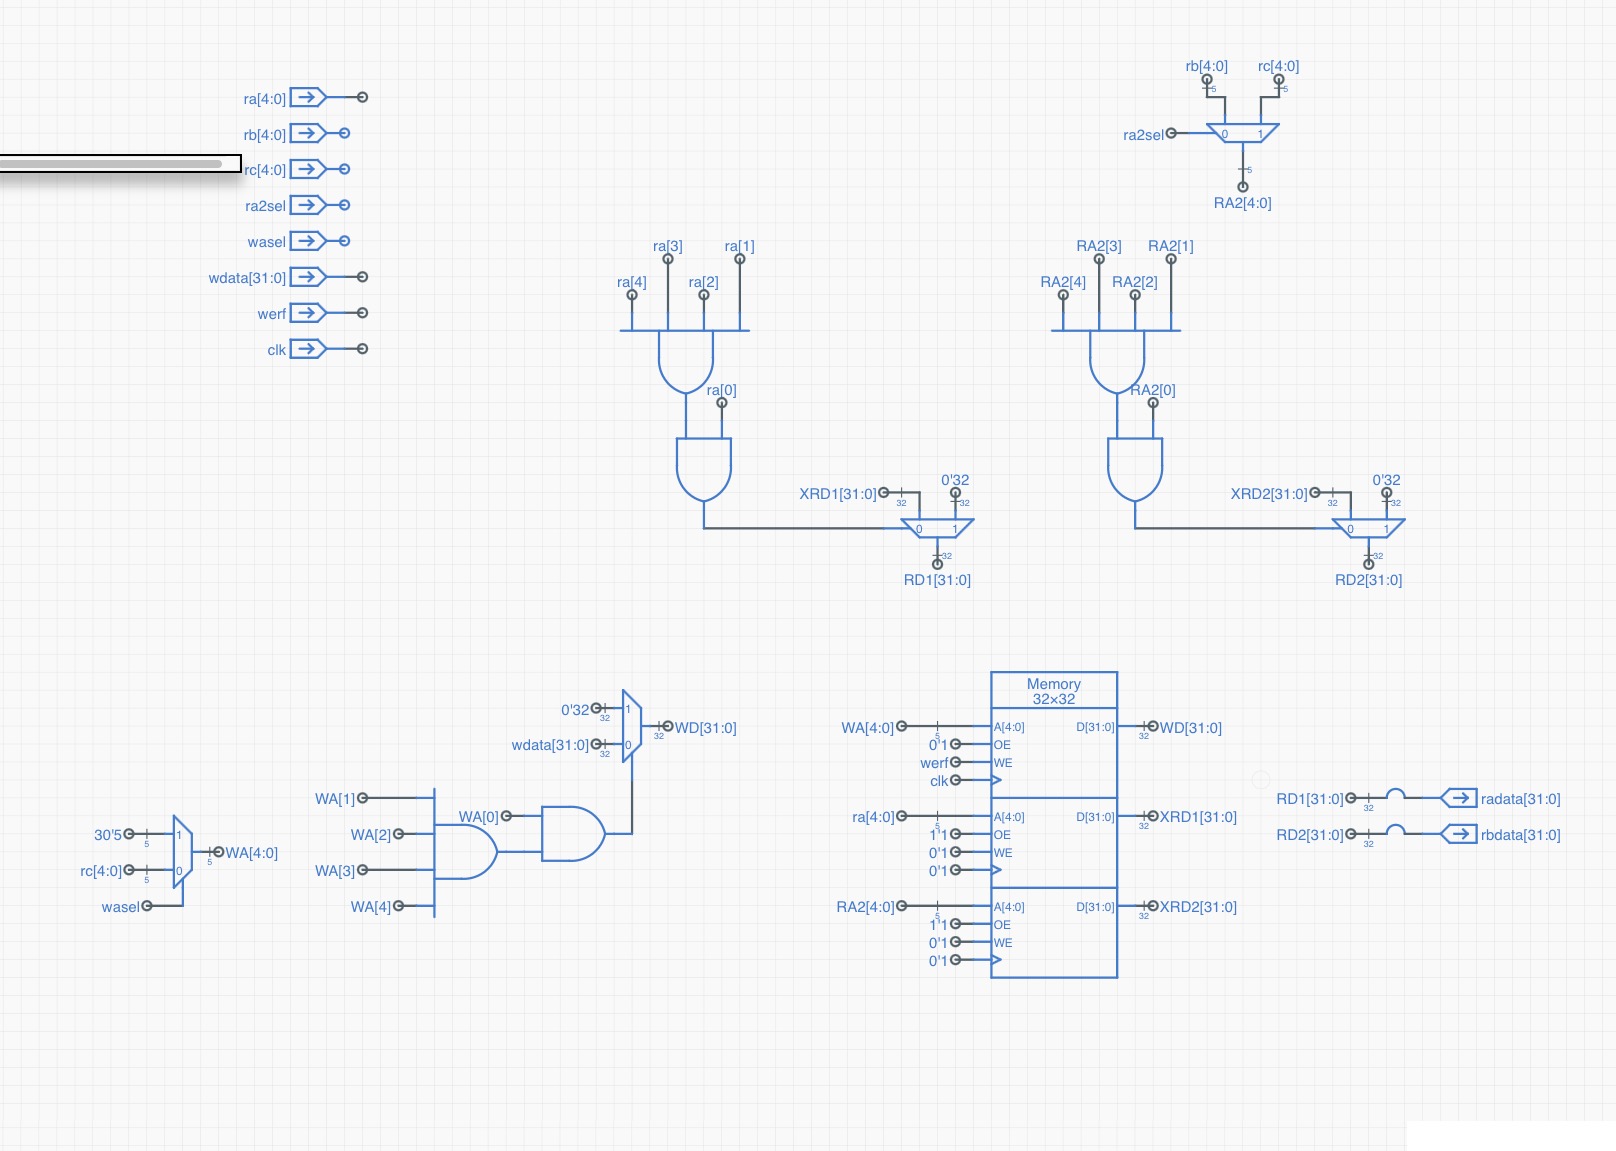 ra[4:0]
rb[4:0]
rc[4:0]
ra2sel
wasel
wdata[31:0]
werf
clk
rb[4:0]
rc[4:0]
5
5
ra2sel
0
1
5
RA2[4:0]
ra[3]
ra[1]
ra[4]
ra[2]
ra[0]
XRD1[31:0]
32
0'32
32
0
1
32
RD1[31:0]
RA2[3]
RA2[1]
RA2[4]
RA2[2]
RA2[0]
XRD2[31:0]
32
0'32
32
0
1
32
RD2[31:0]
30'5
5
1
rc[4:0]
5
0
wasel
5
WA[4:0]
WA[1]
WA[2]
WA[3]
WA[4]
WA[0]
0'32
32
1
wdata[31:0]
32
0
32
WD[31:0]
Memory
32×32
WA[4:0]
5
A[4:0]
D[31:0]
32
WD[31:0]
0'1
OE
werf
WE
clk
ra[4:0]
5
A[4:0]
D[31:0]
32
XRD1[31:0]
1'1
OE
0'1
WE
0'1
RA2[4:0]
5
A[4:0]
D[31:0]
32
XRD2[31:0]
1'1
OE
0'1
WE
0'1
RD1[31:0]
32
radata[31:0]
RD2[31:0]
32
rbdata[31:0]